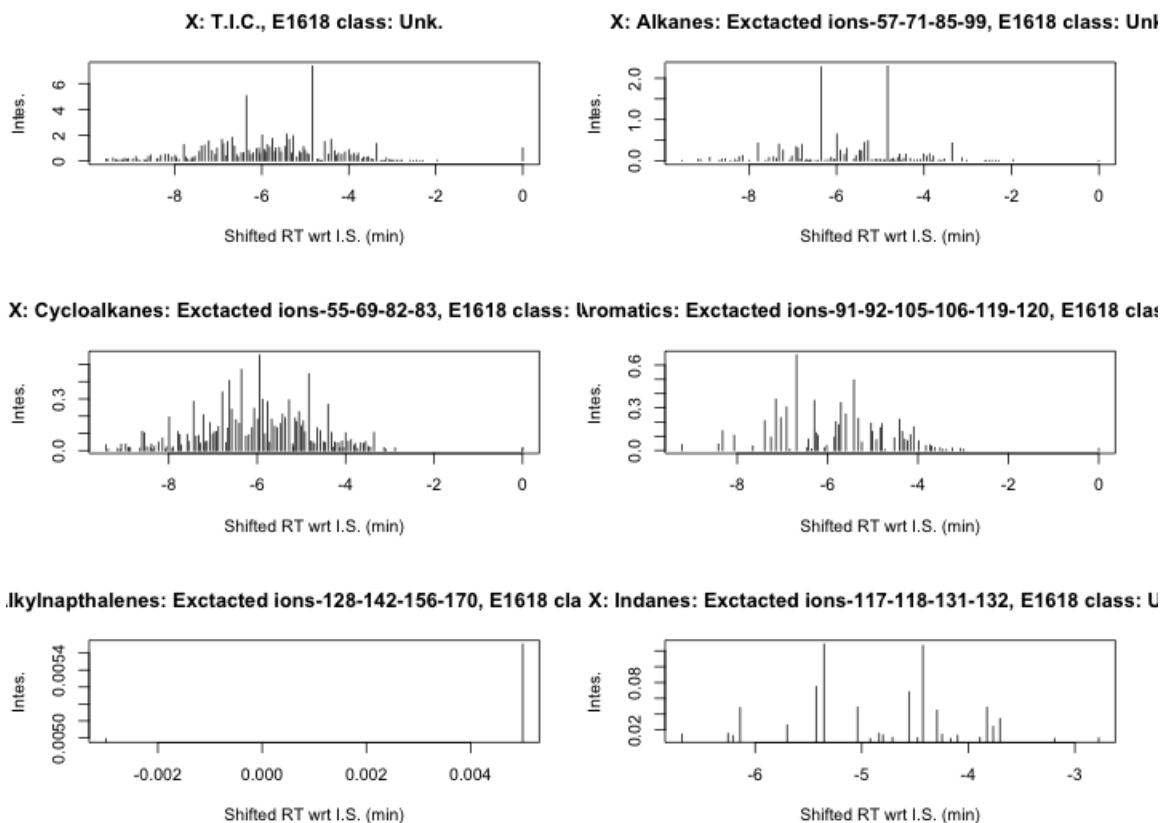 X: T.I.C., E1618 class: Unk.
Intes.
6
4
2
0
-8 -6 -4 -2 0
Shifted RT wrt I.S. (min)
X: Alkanes: Exctacted ions-57-71-85-99, E1618 class: Unk
Intes.
2.0
1.0
0.0
-8 -6 -4 -2 0
Shifted RT wrt I.S. (min)
X: Cycloalkanes: Exctacted ions-55-69-82-83, E1618 class: U
Intes.
0.3
0.0
-8 -6 -4 -2 0
Shifted RT wrt I.S. (min)
Aromatics: Exctacted ions-91-92-105-106-119-120, E1618 clas
Intes.
0.6
0.3
0.0
-8 -6 -4 -2 0
Shifted RT wrt I.S. (min)
lkylnapthalenes: Exctacted ions-128-142-156-170, E1618 cla
Intes.
0.0054
0.0050
-0.002 0.000 0.002 0.004
Shifted RT wrt I.S. (min)
X: Indanes: Exctacted ions-117-118-131-132, E1618 class: U
Intes.
0.08
0.02
-6 -5 -4 -3
Shifted RT wrt I.S. (min)